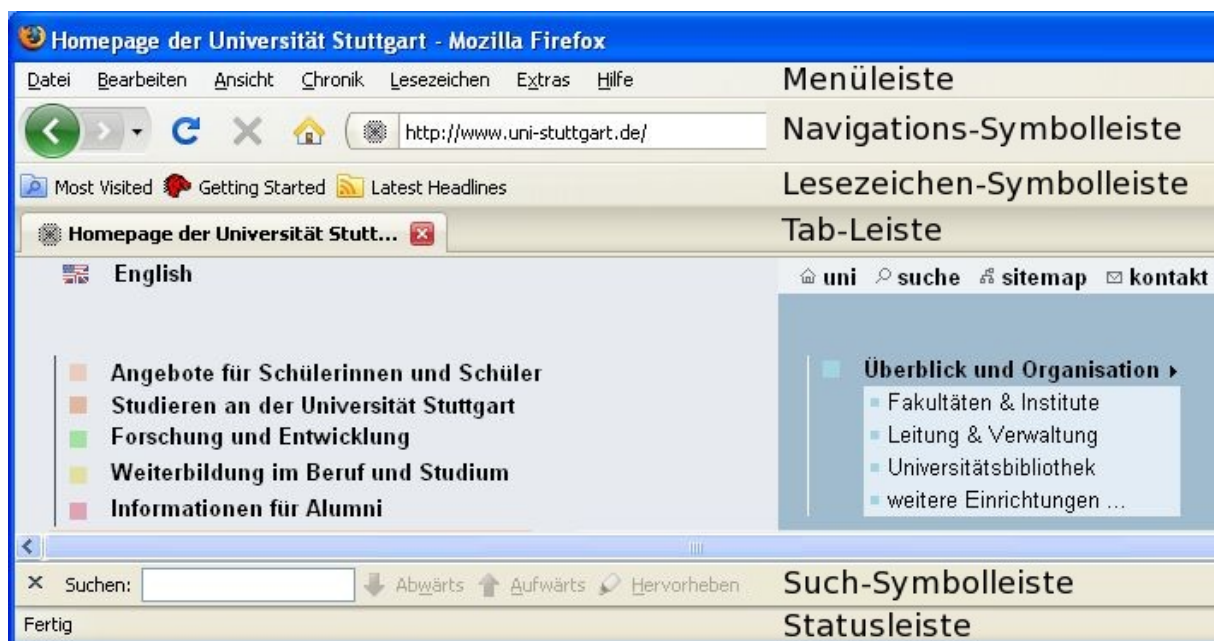 Homepage der Universität Stuttgart - Mozilla Firefox
Datei Bearbeiten Ansicht Chronik Lesezeichen Extras Hilfe Menüleiste
http://www.uni-stuttgart.de/ Navigations-Symbolleiste
Most Visited Getting Started Latest Headlines Lesezeichen-Symbolleiste
Homepage der Universität Stutt... Tab-Leiste
English uni suche sitemap kontakt
Angebote für Schülerinnen und Schüler Überblick und Organisation
Studieren an der Universität Stuttgart Fakultäten & Institute
Forschung und Entwicklung Leitung & Verwaltung
Weiterbildung im Beruf und Studium Universitätsbibliothek
Informationen für Alumni weitere Einrichtungen ...
Suchen: Abwärts Aufwärts Hervorheben Such-Symbolleiste
Fertig Statusleiste